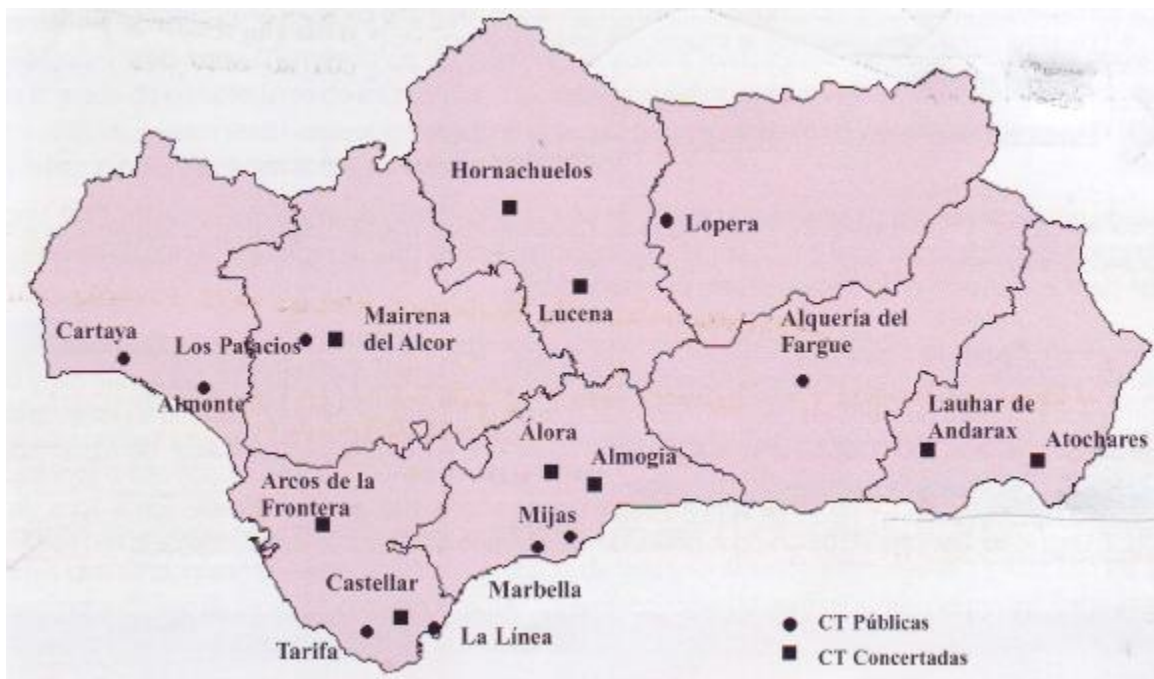 Hornachuelos
Lopera
Lucena
Cartaya
Los Palacios
Mairena
del Alcor
Alquería del
Fargue
Almonte
Lauhar de
Andarax
Atochares
Álora
Almogia
Arcos de la
Frontera
Mijas
Castellar
Marbella
La Línea
Tarifa
CT Públicas
CT Concertadas